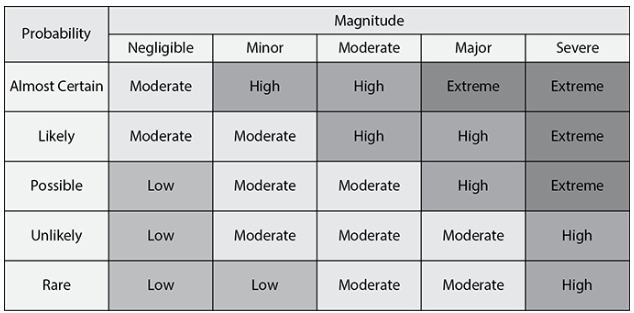 Probability
Magnitude
Negligible Minor Moderate Major Severe
Almost Certain Moderate High High Extreme Extreme
Likely Moderate Moderate High High Extreme
Possible Low Moderate Moderate High Extreme
Unlikely Low Moderate Moderate Moderate High
Rare Low Low Moderate Moderate High